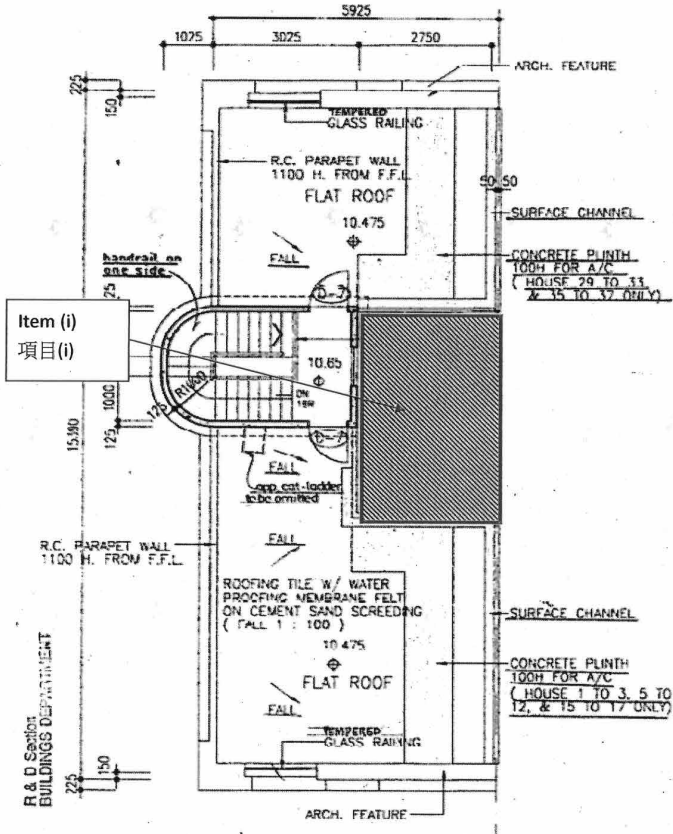 5925
1025
3025
2750
ARCH. FEATURE
225
150
TEMPERED
GLASS RAILING
R.C. PARAPET WALL
1100 H. FROM F.F.L.
FLAT ROOF
10.475
50 50
SURFACE CHANNEL
FALL
CONCRETE PLINTH
100H FOR A/C
( HOUSE 29 TO 33
& 35 TO 37 ONLY)
handrail on
one side
Item (i)
項目(i)
D-3
10.65
DN
1000
125
125
FALL
app. cat-ladder
to be omitted
FALL
R.C. PARAPET WALL
1100 H. FROM F.F.L.
ROOFING TILE W/ WATER
PROOFING MEMBRANE FELT
ON CEMENT SAND SCREEDING
( FALL 1 : 100 )
10.475
FLAT ROOF
FALL
SURFACE CHANNEL
CONCRETE PLINTH
100H FOR A/C
( HOUSE 1 TO 3, 5 TO
12, & 15 TO 17 ONLY)
TEMPERED
GLASS RAILING
ARCH. FEATURE
R & D Section
BUILDINGS DEPARTMENT
225
150